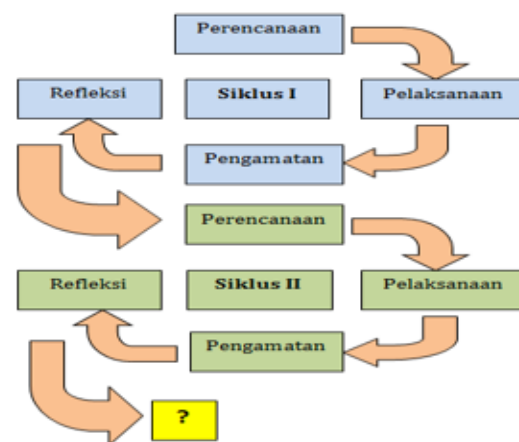 Perencanaan
Refleksi
Siklus I
Pelaksanaan
Pengamatan
Perencanaan
Refleksi
Siklus II
Pelaksanaan
Pengamatan
?